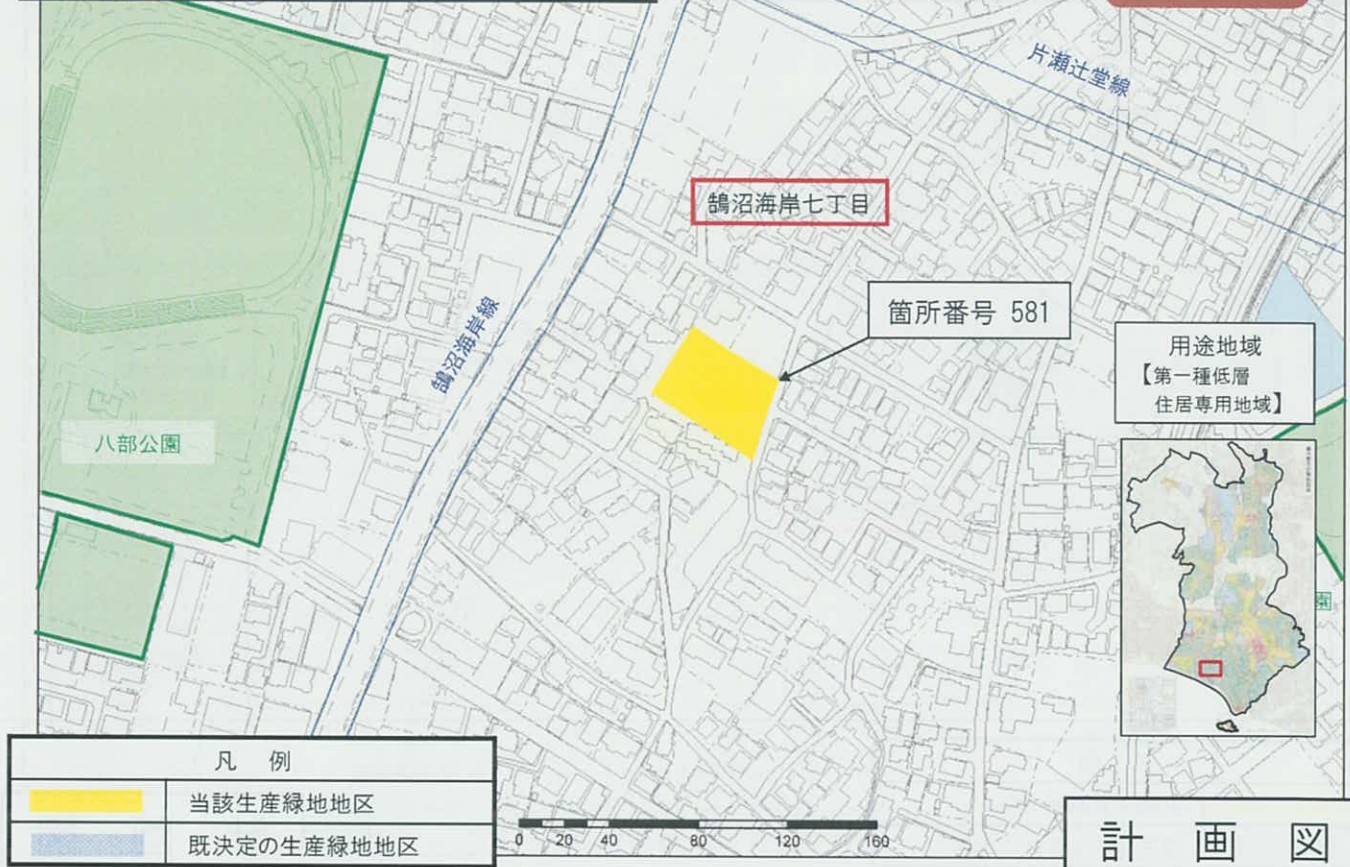 片瀬辻堂線
鵠沼海岸七丁目
箇所番号 581
鵠沼海岸線
用途地域
【第一種低層
住居専用地域】
八部公園
園
凡 例
当該生産緑地地区
既決定の生産緑地地区
0 20 40 80 120 160
計 画 図